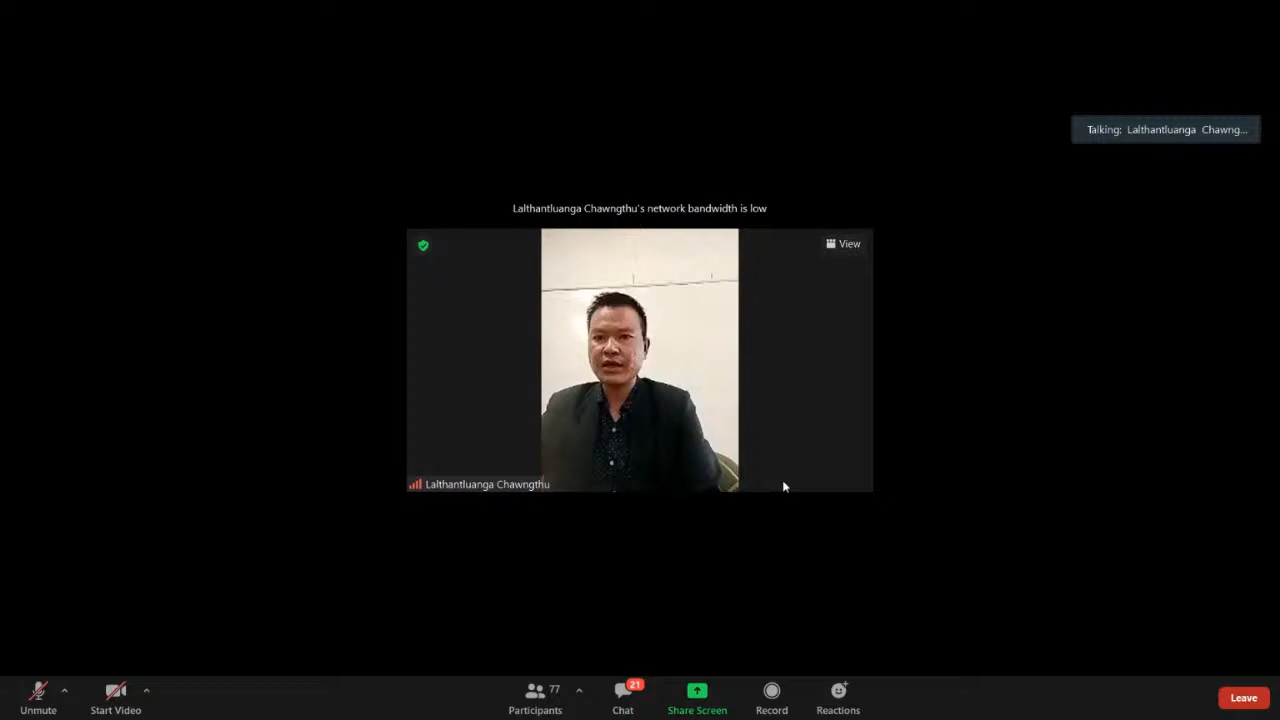 Talking: Lalthantluanga Chawng...
Lalthantluanga Chawngthu's network bandwidth is low
View
Lalthantluanga Chawngthu
77
21
Unmute
Start Video
Participants
Chat
Share Screen
Record
Reactions
Leave